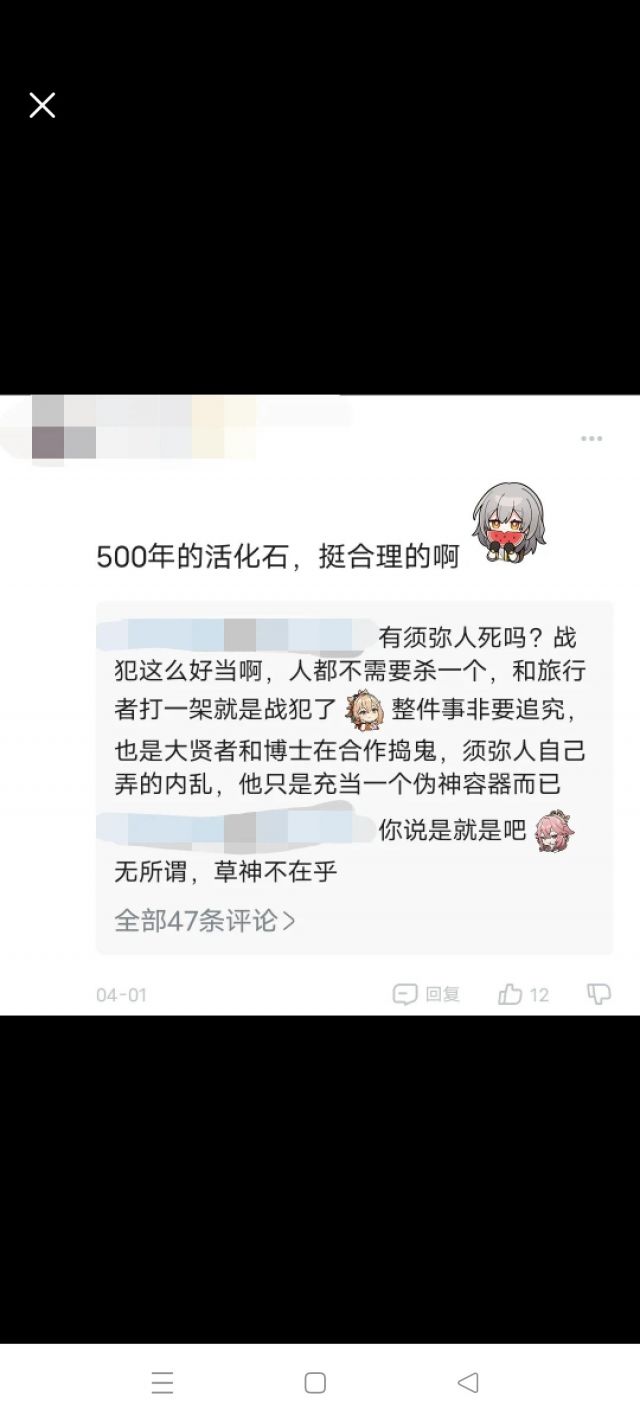 500年的活化石，挺合理的啊
有须弥人死吗？战
犯这么好当啊，人都不需要杀一个，和旅行
者打一架就是战犯了 整件事非要追究，
也是大贤者和博士在合作捣鬼，须弥人自己
弄的内乱，他只是充当一个伪神容器而已
你说是就是吧
无所谓，草神不在乎
全部47条评论>
04-01 回复 12